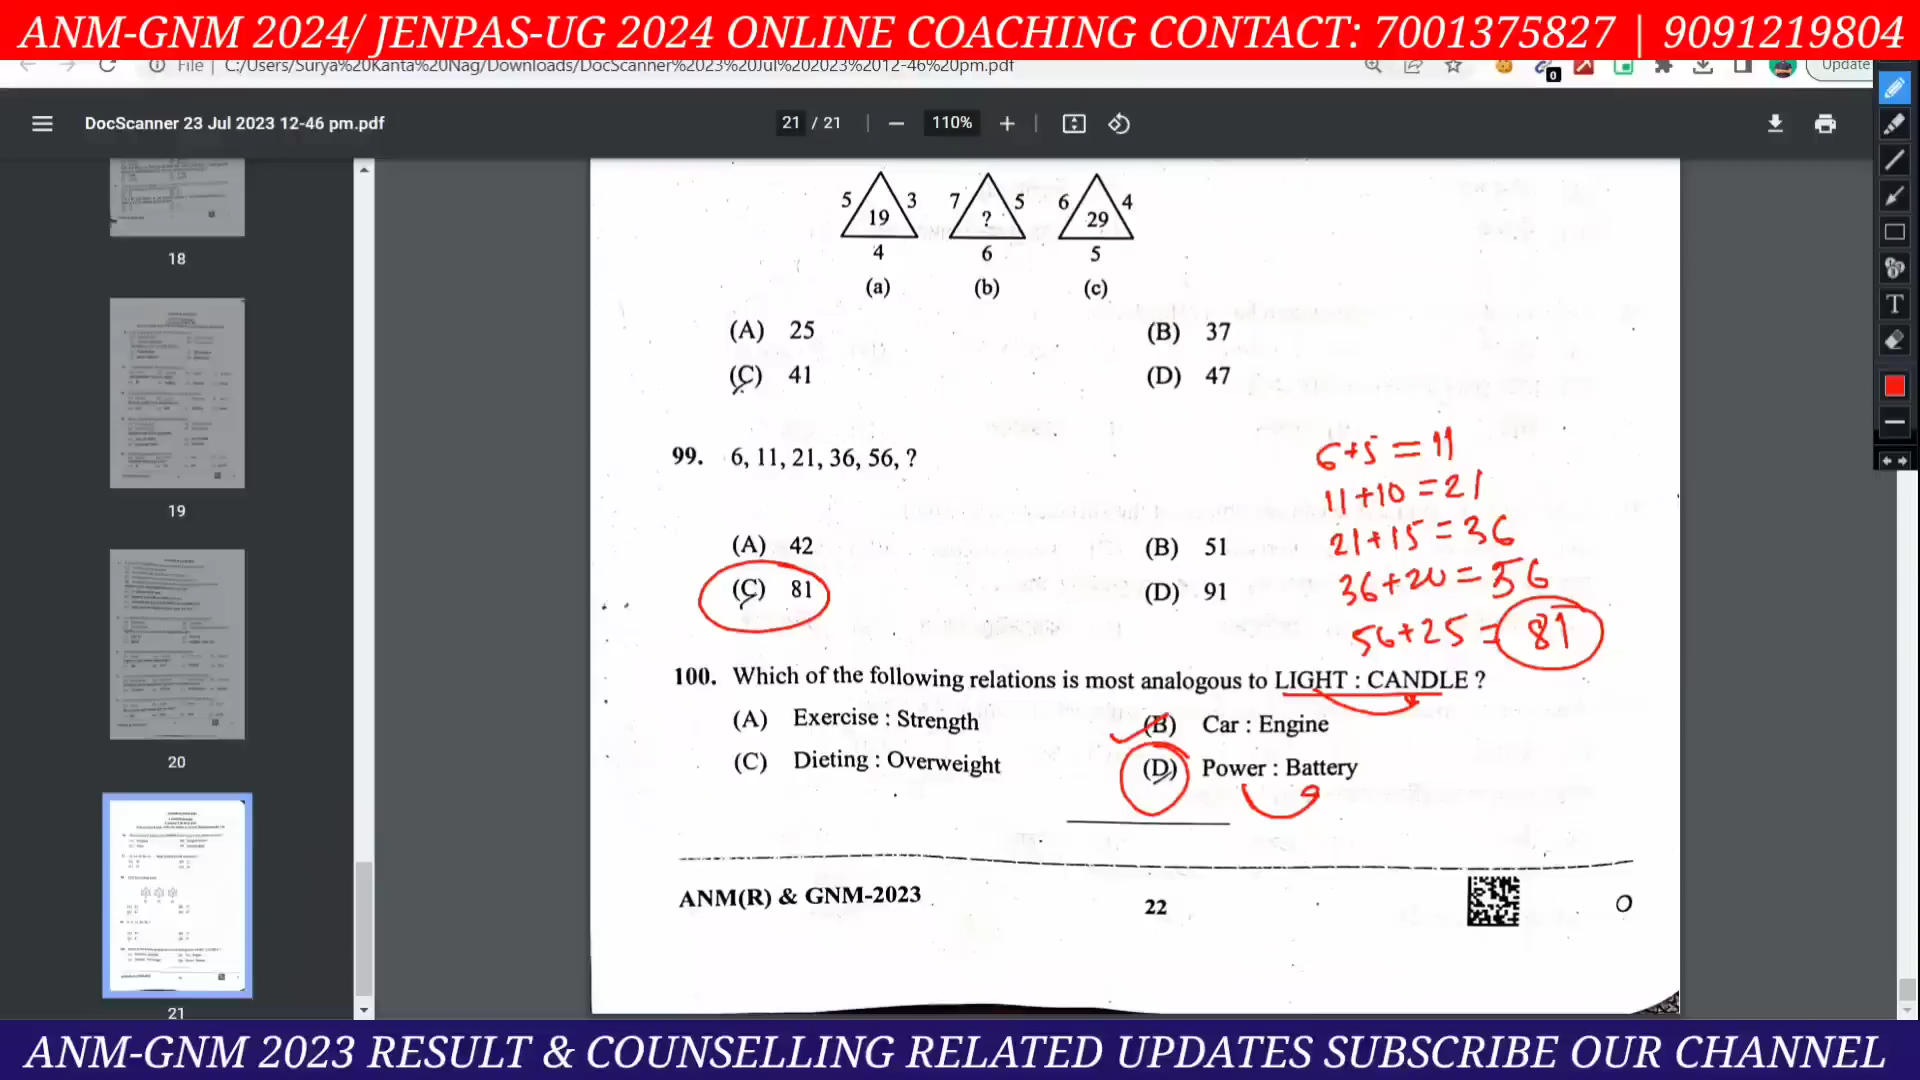 ANM-GNM 2024/ JENPAS-UG 2024 ONLINE COACHING CONTACT: 7001375827 | 9091219804
File | C:/Users/Surya%20Kanta%20Nag/Downloads/DocScanner%2023%20Jul%202023%2012-46%20pm.pdf
0
Update
DocScanner 23 Jul 2023 12-46 pm.pdf
21 / 21
110%
18
19
20
21
5 19 3 7 ? 5 6 29 4
4 6 5
(a) (b) (c)
(A) 25 (B) 37
(C) 41 (D) 47
99. 6, 11, 21, 36, 56, ?
(A) 42 (B) 51
(C) 81 (D) 91
6+5 = 11
11+10 = 21
21+15 = 36
36+20 = 56
56+25 = 81
100. Which of the following relations is most analogous to LIGHT : CANDLE ?
(A) Exercise : Strength (B) Car : Engine
(C) Dieting : Overweight (D) Power : Battery
ANM(R) & GNM-2023 22 O
ANM-GNM 2023 RESULT & COUNSELLING RELATED UPDATES SUBSCRIBE OUR CHANNEL